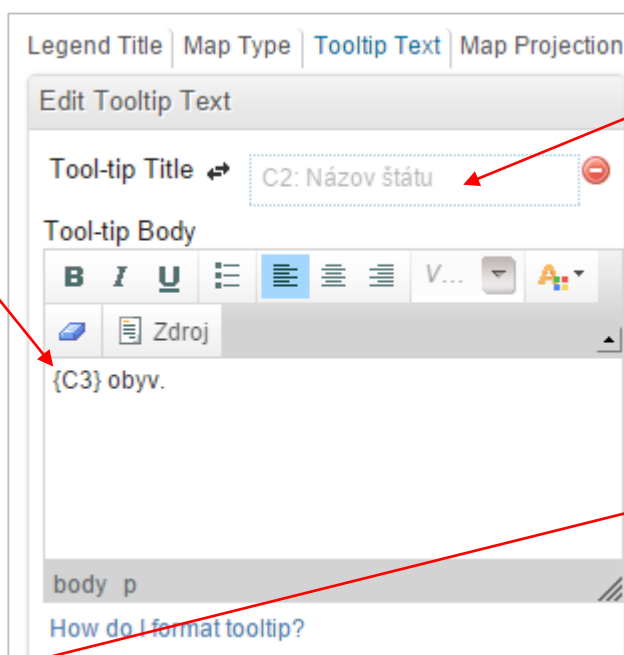 Legend Title Map Type Tooltip Text Map Projection
Edit Tooltip Text
Tool-tip Title C2: Názov štátu
Tool-tip Body
B I U V... A
Zdroj
{C3} obyv.
body p
How do I format tooltip?